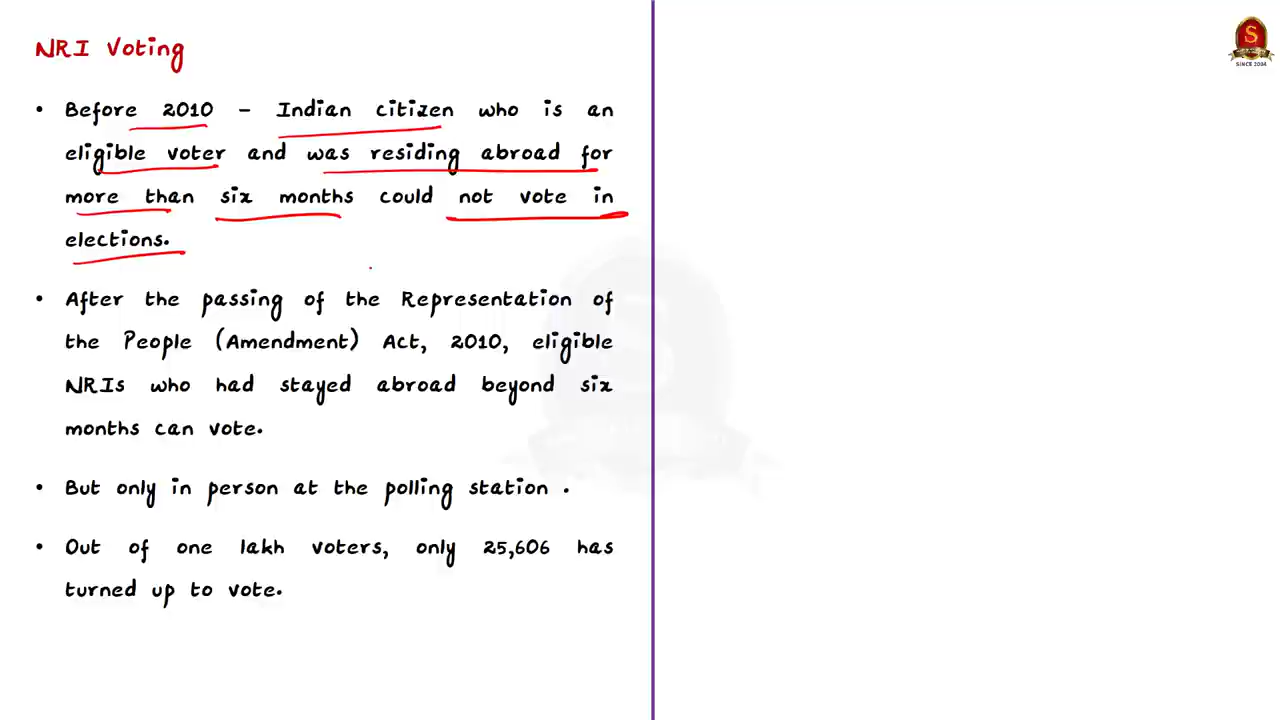 NRI Voting
• Before 2010 - Indian citizen who is an
eligible voter and was residing abroad for
more than six months could not vote in
elections.
• After the passing of the Representation of
the People (Amendment) Act, 2010, eligible
NRIs who had stayed abroad beyond six
months can vote.
• But only in person at the polling station .
• Out of one lakh voters, only 25,606 has
turned up to vote.
S
SINCE 2004